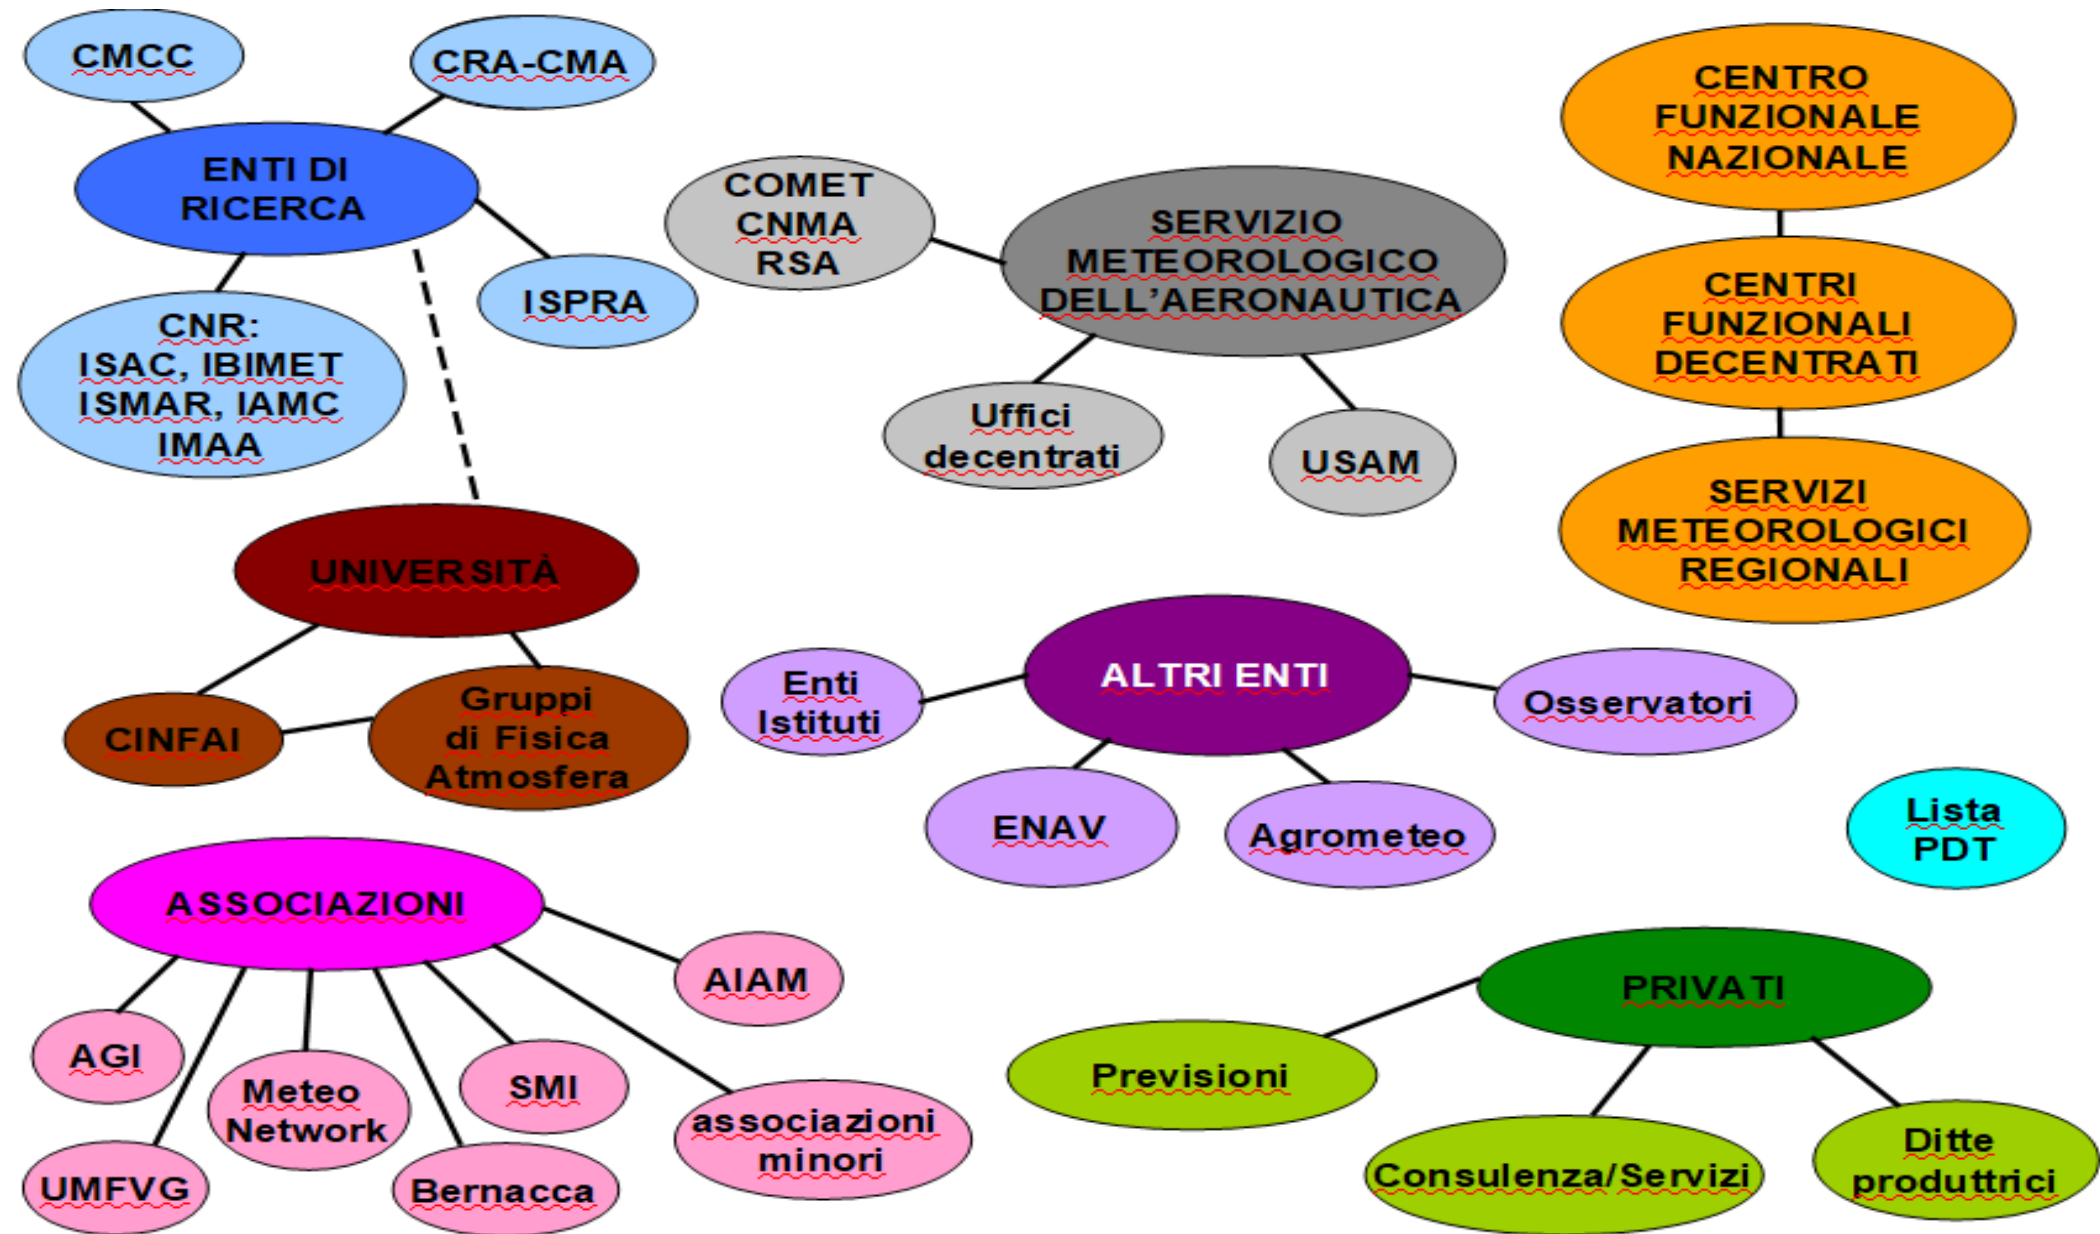 CMCC
CRA-CMA
ENTI DI
RICERCA
ISPRA
CNR:
ISAC, IBIMET
ISMAR, IAMC
IMAA
COMET
CNMA
RSA
SERVIZIO
METEOROLOGICO
DELL’AERONAUTICA
Uffici
decentrati
USAM
CENTRO
FUNZIONALE
NAZIONALE
CENTRI
FUNZIONALI
DECENTRATI
SERVIZI
METEOROLOGICI
REGIONALI
UNIVERSITÀ
CINFAI
Gruppi
di Fisica
Atmosfera
ALTRI ENTI
Enti
Istituti
Osservatori
ENAV
Agrometeo
Lista
PDT
ASSOCIAZIONI
AIAM
AGI
Meteo
Network
SMI
associazioni
minori
UMFVG
Bernacca
PRIVATI
Previsioni
Consulenza/Servizi
Ditte
produttrici